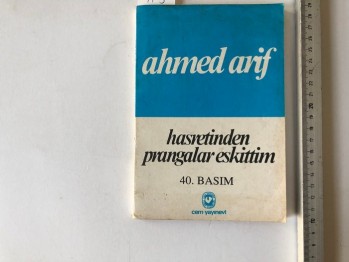 ahmed arif
hasretinden
prangalar eskittim
40. BASIM
cem yayınevi